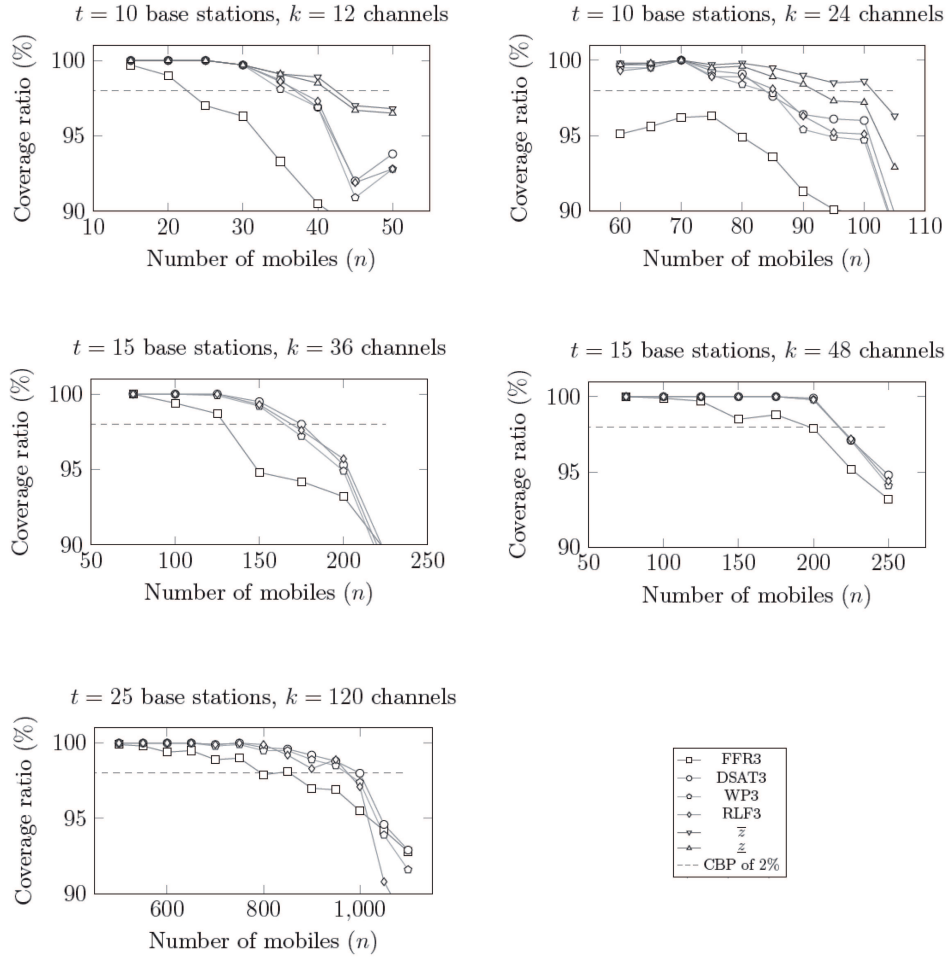 t = 10 base stations, k = 12 channels
Coverage ratio (%)
100
95
90
10 20 30 40 50
Number of mobiles (n)
t = 10 base stations, k = 24 channels
Coverage ratio (%)
100
95
90
60 70 80 90 100 110
Number of mobiles (n)
t = 15 base stations, k = 36 channels
Coverage ratio (%)
100
95
90
50 100 150 200 250
Number of mobiles (n)
t = 15 base stations, k = 48 channels
Coverage ratio (%)
100
95
90
50 100 150 200 250
Number of mobiles (n)
t = 25 base stations, k = 120 channels
Coverage ratio (%)
100
95
90
600 800 1,000
Number of mobiles (n)
FFR3
DSAT3
WP3
RLF3
z̅
z̲
CBP of 2%